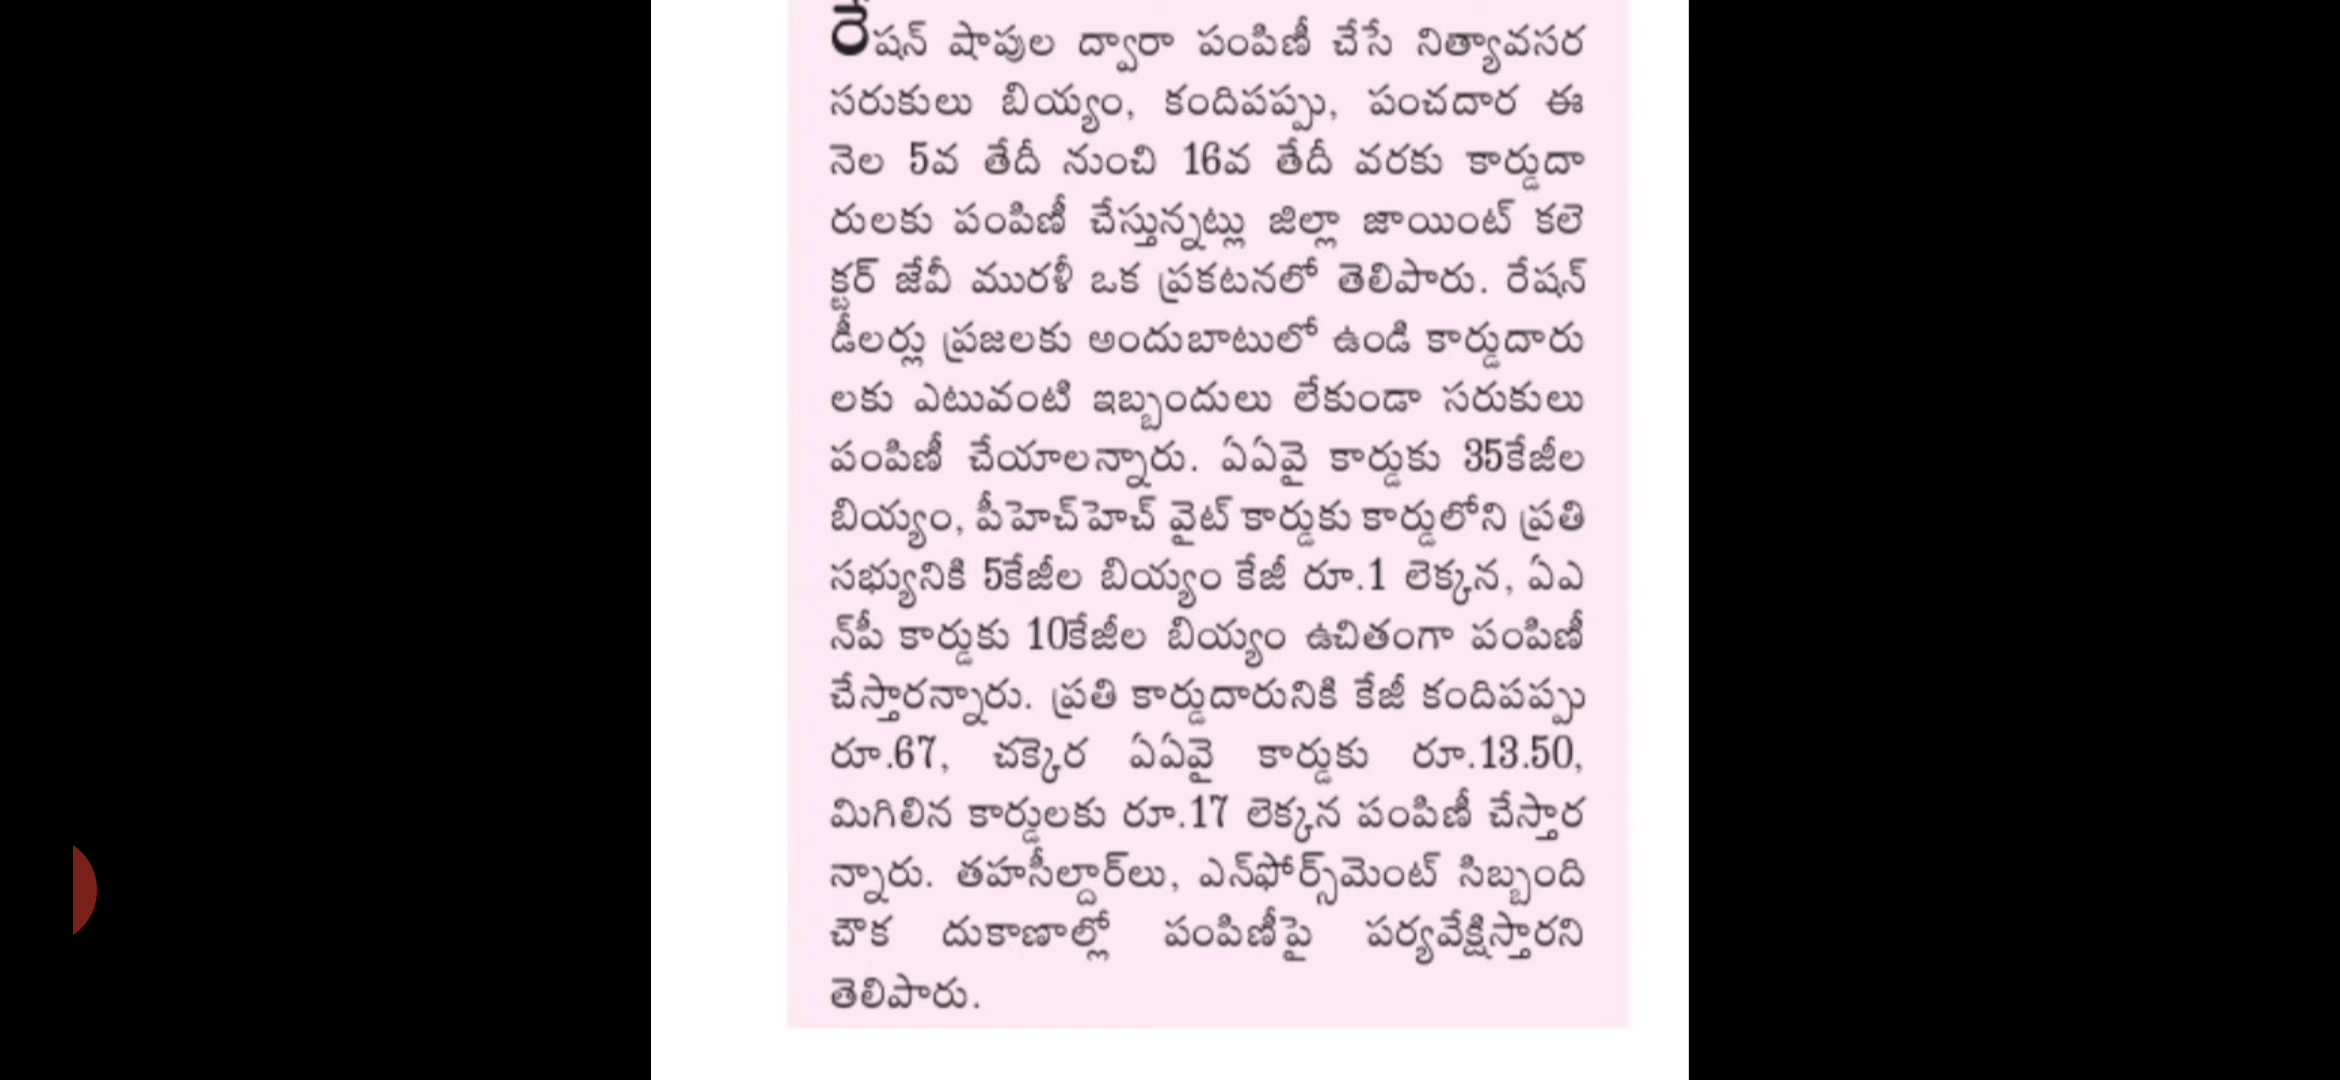 రేషన్ షాపుల ద్వారా పంపిణీ చేసే నిత్యావసర
సరుకులు బియ్యం, కందిపప్పు, పంచదార ఈ
నెల 5వ తేదీ నుంచి 16వ తేదీ వరకు కార్డుదా
రులకు పంపిణీ చేస్తున్నట్లు జిల్లా జాయింట్ కలె
క్టర్ జేవీ మురళీ ఒక ప్రకటనలో తెలిపారు. రేషన్
డీలర్లు ప్రజలకు అందుబాటులో ఉండి కార్డుదారు
లకు ఎటువంటి ఇబ్బందులు లేకుండా సరుకులు
పంపిణీ చేయాలన్నారు. ఏఏవై కార్డుకు 35కేజీల
బియ్యం, పీహెచ్‌హెచ్ వైట్ కార్డుకు కార్డులోని ప్రతి
సభ్యునికి 5కేజీల బియ్యం కేజీ రూ.1 లెక్కన, ఏఎ
న్‌పీ కార్డుకు 10కేజీల బియ్యం ఉచితంగా పంపిణీ
చేస్తారన్నారు. ప్రతి కార్డుదారునికి కేజీ కందిపప్పు
రూ.67, చక్కెర ఏఏవై కార్డుకు రూ.13.50,
మిగిలిన కార్డులకు రూ.17 లెక్కన పంపిణీ చేస్తార
న్నారు. తహసీల్దార్‌లు, ఎన్‌ఫోర్స్‌మెంట్ సిబ్బంది
చౌక దుకాణాల్లో పంపిణీపై పర్యవేక్షిస్తారని
తెలిపారు.